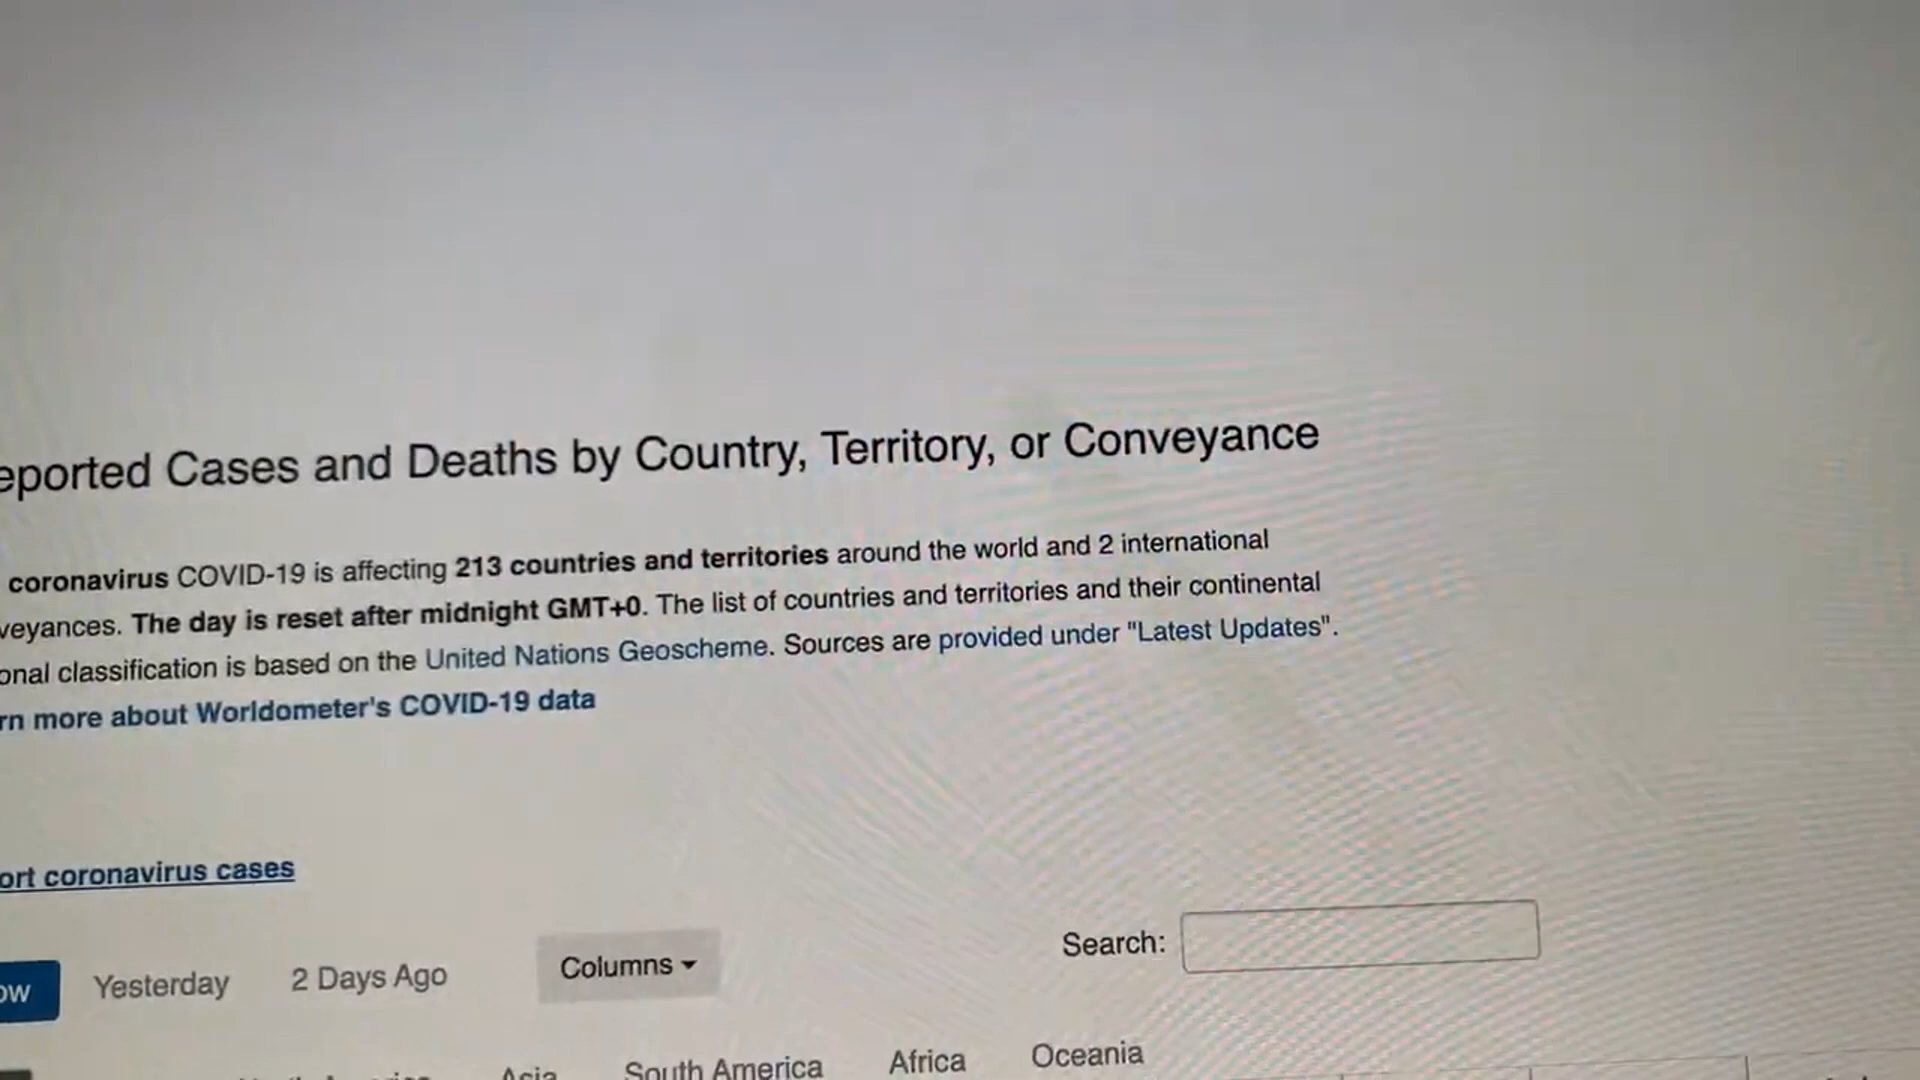 eported Cases and Deaths by Country, Territory, or Conveyance
coronavirus COVID-19 is affecting 213 countries and territories around the world and 2 international
veyances. The day is reset after midnight GMT+0. The list of countries and territories and their continental
onal classification is based on the United Nations Geoscheme. Sources are provided under "Latest Updates".
rn more about Worldometer's COVID-19 data
ort coronavirus cases
ow Yesterday 2 Days Ago Columns Search:
Asia South America Africa Oceania